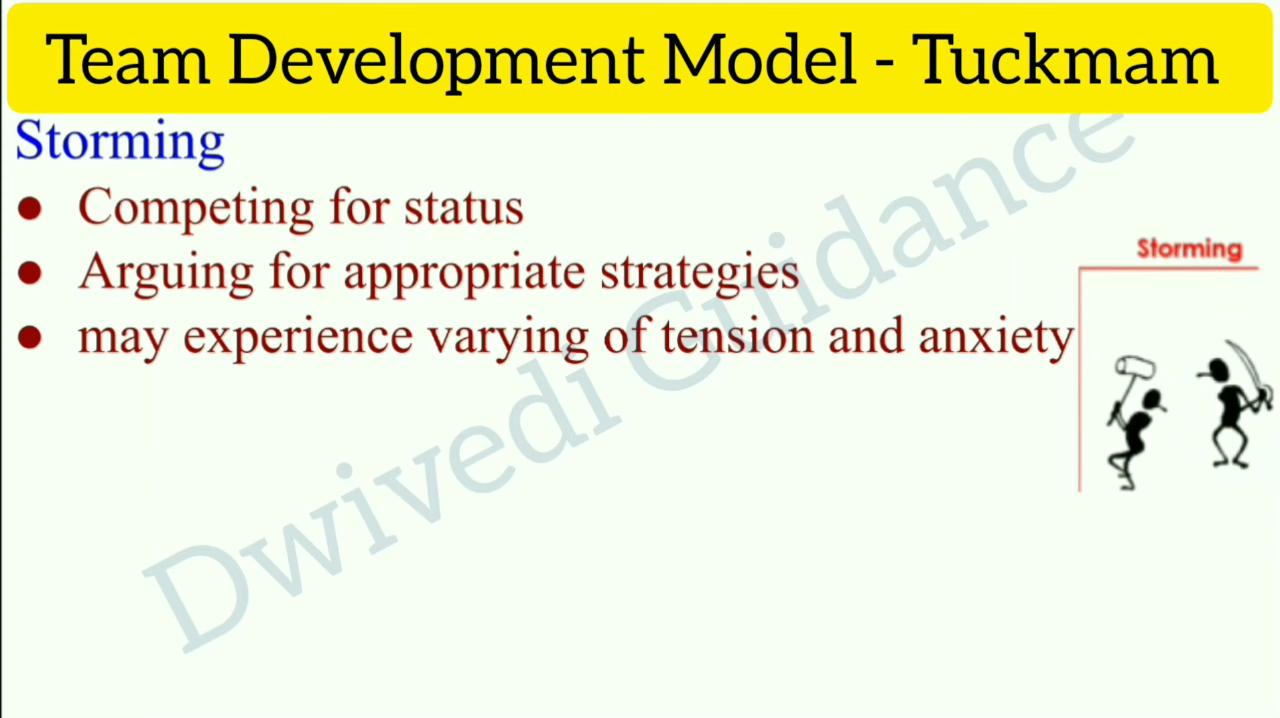 Team Development Model - Tuckmam
Storming
● Competing for status
● Arguing for appropriate strategies
● may experience varying of tension and anxiety
Storming
Dwivedi Guidance